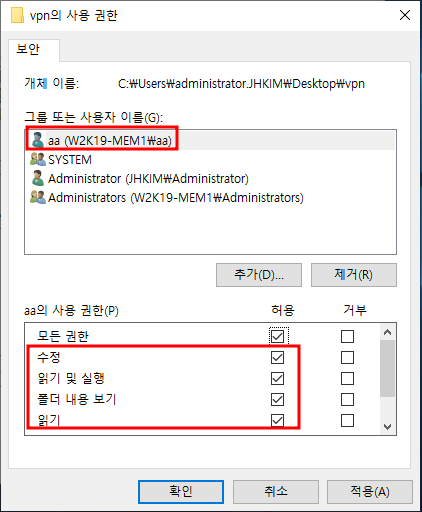 vpn의 사용 권한
보안
개체 이름: C:\Users\administrator.JHKIM\Desktop\vpn
그룹 또는 사용자 이름(G):
aa (W2K19-MEM1\aa)
SYSTEM
Administrator (JHKIM\Administrator)
Administrators (W2K19-MEM1\Administrators)
추가(D)... 제거(R)
aa의 사용 권한(P) 허용 거부
모든 권한
수정
읽기 및 실행
폴더 내용 보기
읽기
확인 취소 적용(A)